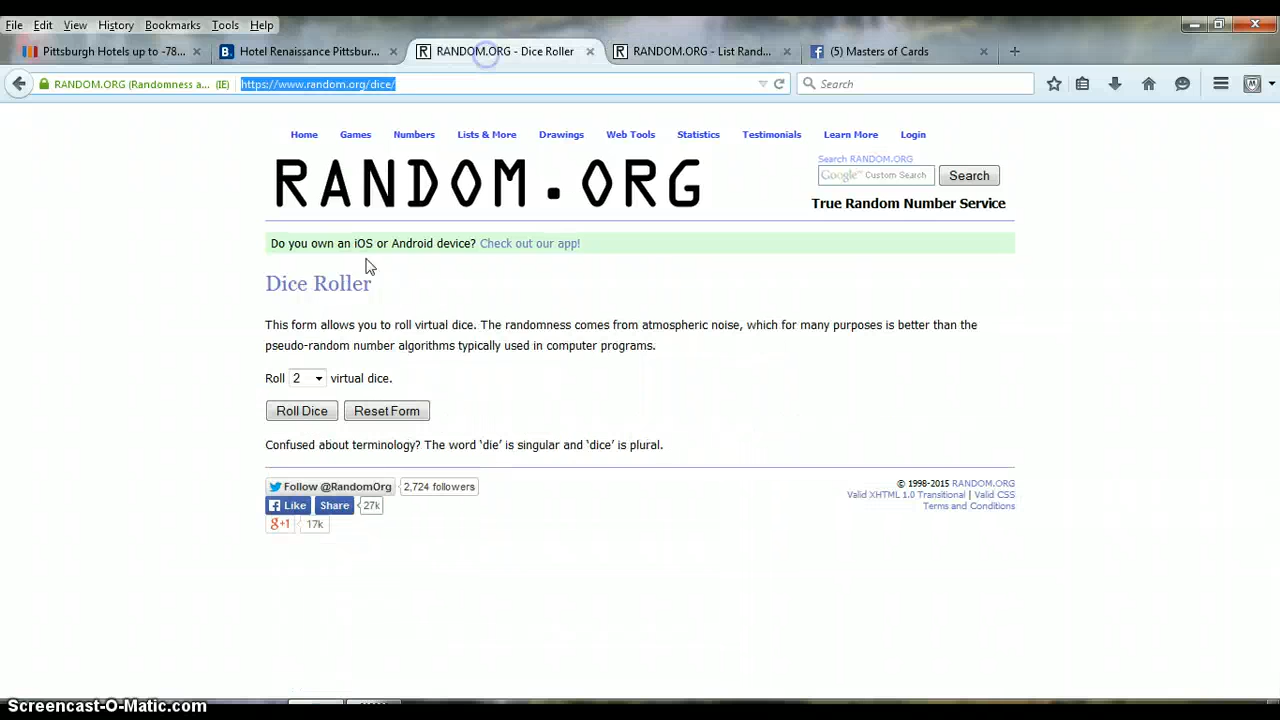 File Edit View History Bookmarks Tools Help
Pittsburgh Hotels up to -78... × B. Hotel Renaissance Pittsbur... × R RANDOM.ORG - Dice Roller × R RANDOM.ORG - List Rand... × f (5) Masters of Cards × +
RANDOM.ORG (Randomness a... (IE) https://www.random.org/dice/ Search
Home Games Numbers Lists & More Drawings Web Tools Statistics Testimonials Learn More Login
RANDOM.ORG
Search RANDOM.ORG
Google™ Custom Search Search
True Random Number Service
Do you own an iOS or Android device? Check out our app!
Dice Roller
This form allows you to roll virtual dice. The randomness comes from atmospheric noise, which for many purposes is better than the
pseudo-random number algorithms typically used in computer programs.
Roll 2 virtual dice.
Roll Dice Reset Form
Confused about terminology? The word ‘die’ is singular and ‘dice’ is plural.
Follow @RandomOrg 2,724 followers
Like Share 27k
g+1 17k
© 1998-2015 RANDOM.ORG
Valid XHTML 1.0 Transitional | Valid CSS
Terms and Conditions
Screencast-O-Matic.com